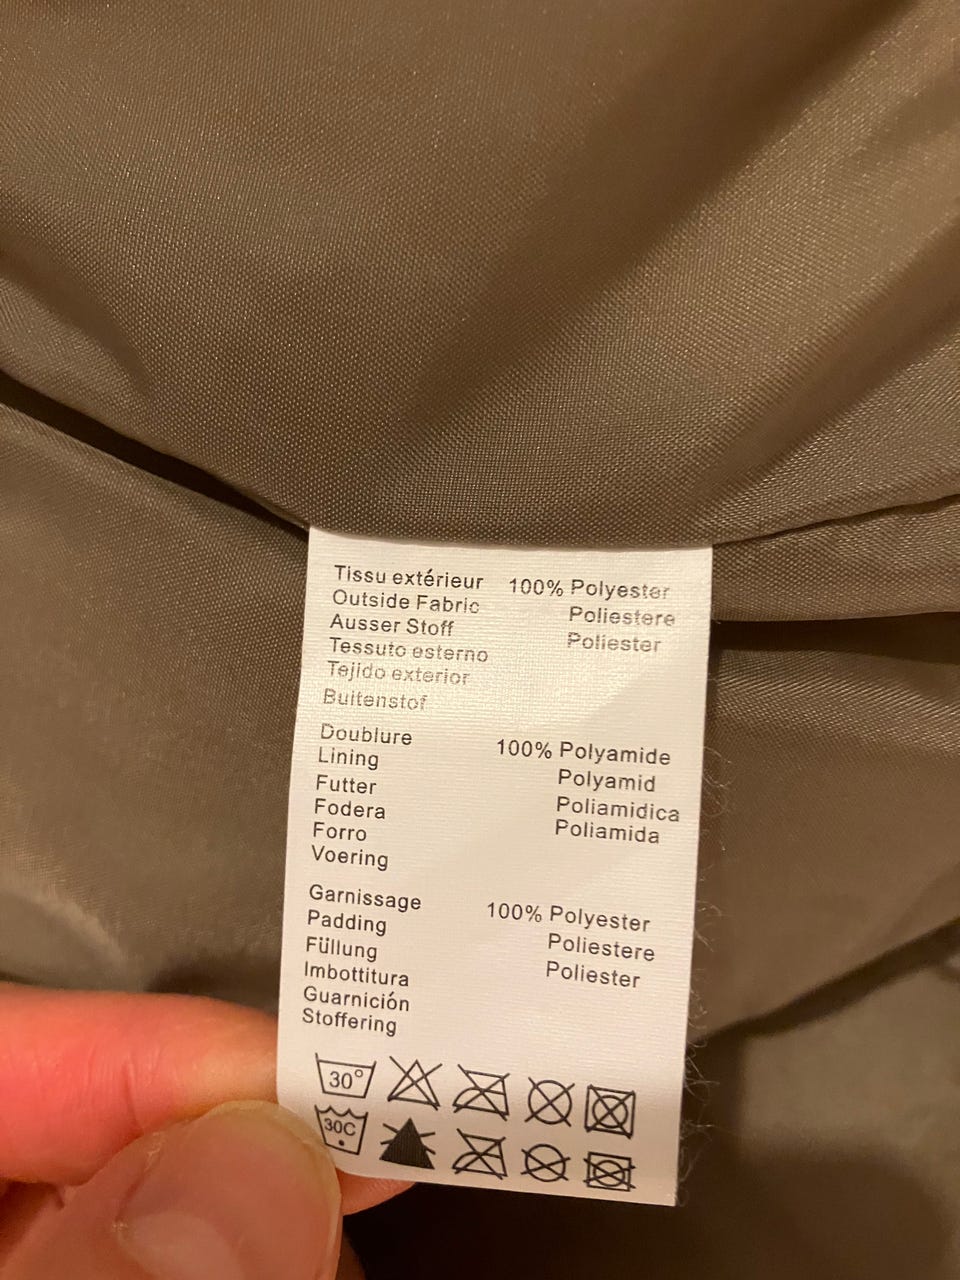 Tissu extérieur 100% Polyester
Outside Fabric Poliestere
Ausser Stoff Poliester
Tessuto esterno
Tejido exterior
Buitenstof
Doublure 100% Polyamide
Lining Polyamid
Futter Poliamidica
Fodera Poliamida
Forro
Voering
Garnissage 100% Polyester
Padding Poliestere
Füllung Poliester
Imbottitura
Guarnición
Stoffering
30°
30C